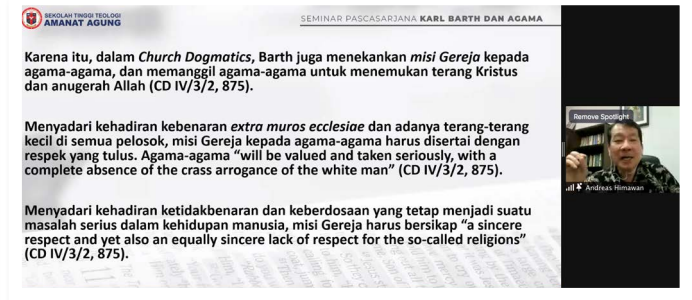 SEKOLAH TINGGI TEOLOGI
AMANAT AGUNG
SEMINAR PASCASARJANA KARL BARTH DAN AGAMA
Karena itu, dalam Church Dogmatics, Barth juga menekankan misi Gereja kepada
agama-agama, dan memanggil agama-agama untuk menemukan terang Kristus
dan anugerah Allah (CD IV/3/2, 875).
Menyadari kehadiran kebenaran extra muros ecclesiae dan adanya terang-terang
kecil di semua pelosok, misi Gereja kepada agama-agama harus disertai dengan
respek yang tulus. Agama-agama “will be valued and taken seriously, with a
complete absence of the crass arrogance of the white man” (CD IV/3/2, 875).
Menyadari kehadiran ketidakbenaran dan keberdosaan yang tetap menjadi suatu
masalah serius dalam kehidupan manusia, misi Gereja harus bersikap “a sincere
respect and yet also an equally sincere lack of respect for the so-called religions”
(CD IV/3/2, 875).
Remove Spotlight
Andreas Himawan